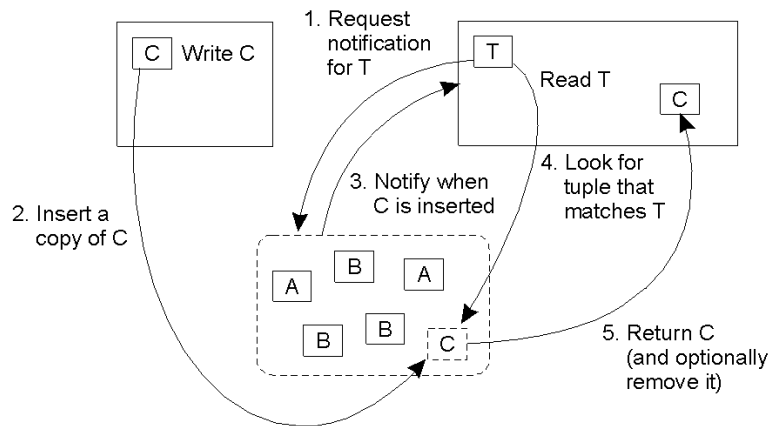 1. Request
notification
for T
C
Write C
T
Read T
C
2. Insert a
copy of C
3. Notify when
C is inserted
4. Look for
tuple that
matches T
A
B
A
B
B
C
5. Return C
(and optionally
remove it)